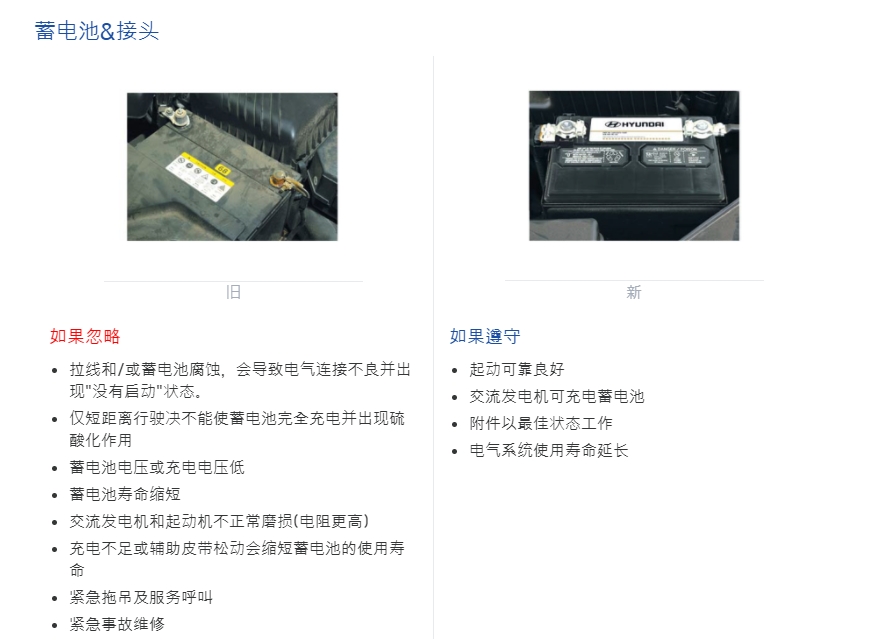 蓄电池&接头
HYUNDAI
旧
新
如果忽略
拉线和/或蓄电池腐蚀，会导致电气连接不良并出
现"没有启动"状态。
仅短距离行驶决不能使蓄电池完全充电并出现硫
酸化作用
蓄电池电压或充电电压低
蓄电池寿命缩短
交流发电机和起动机不正常磨损(电阻更高)
充电不足或辅助皮带松动会缩短蓄电池的使用寿
命
紧急拖吊及服务呼叫
紧急事故维修
如果遵守
起动可靠良好
交流发电机可充电蓄电池
附件以最佳状态工作
电气系统使用寿命延长